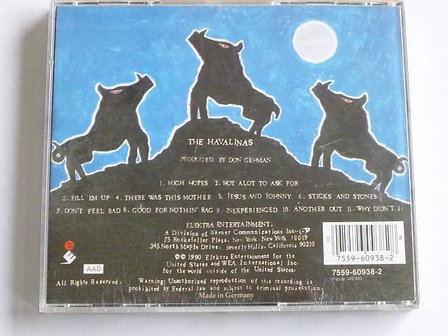 THE HAVALINAS
PRODUCED BY DON GEHMAN
1. HIGH HOPES 2. NOT ALOT TO ASK FOR
3. FILL EM UP 4. THERE WAS THIS MOTHER 5. JESUS AND JOHNNY 6. STICKS AND STONES
7. DON'T FEEL BAD 8. GOOD FOR NOTHIN' RAG 9. INEXPERIENCED 10. ANOTHER OUT 11. WHY DIDN'T I
ELEKTRA ENTERTAINMENT.
A Division of Warner Communications Inc.
75 Rockefeller Plaza, New York, New York 10019
345 North Maple Drive, Beverly Hills, California 90210
℗ © 1990 Elektra Entertainment for the
United States and WEA International Inc.
for the world outside of the United States.
AAD
All Rights Reserved.
Warning: Unauthorized reproduction of this recording is
prohibited by Federal law and subject to criminal prosecution.
Made in Germany
7559-60938-2
7559-60938-2